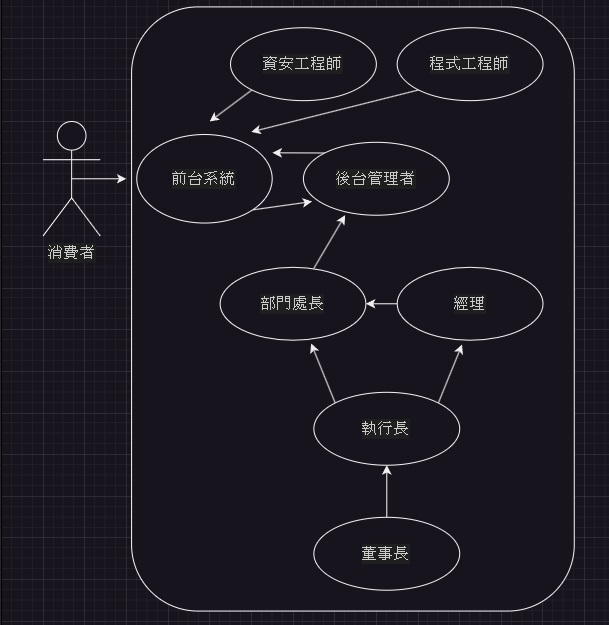 資安工程師
程式工程師
前台系統
後台管理者
消費者
部門處長
經理
執行長
董事長